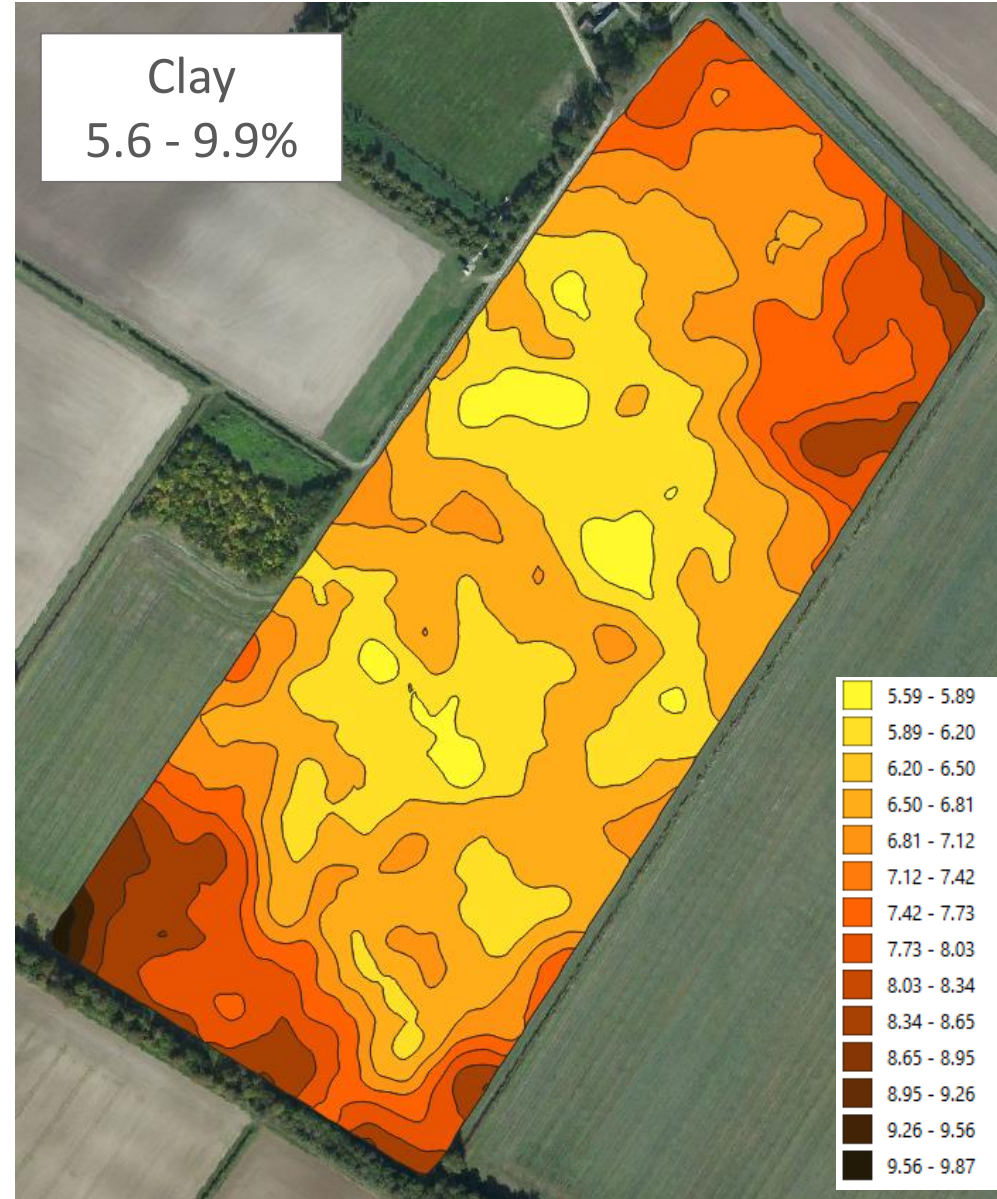 Clay
5.6 - 9.9%
5.59 - 5.89
5.89 - 6.20
6.20 - 6.50
6.50 - 6.81
6.81 - 7.12
7.12 - 7.42
7.42 - 7.73
7.73 - 8.03
8.03 - 8.34
8.34 - 8.65
8.65 - 8.95
8.95 - 9.26
9.26 - 9.56
9.56 - 9.87